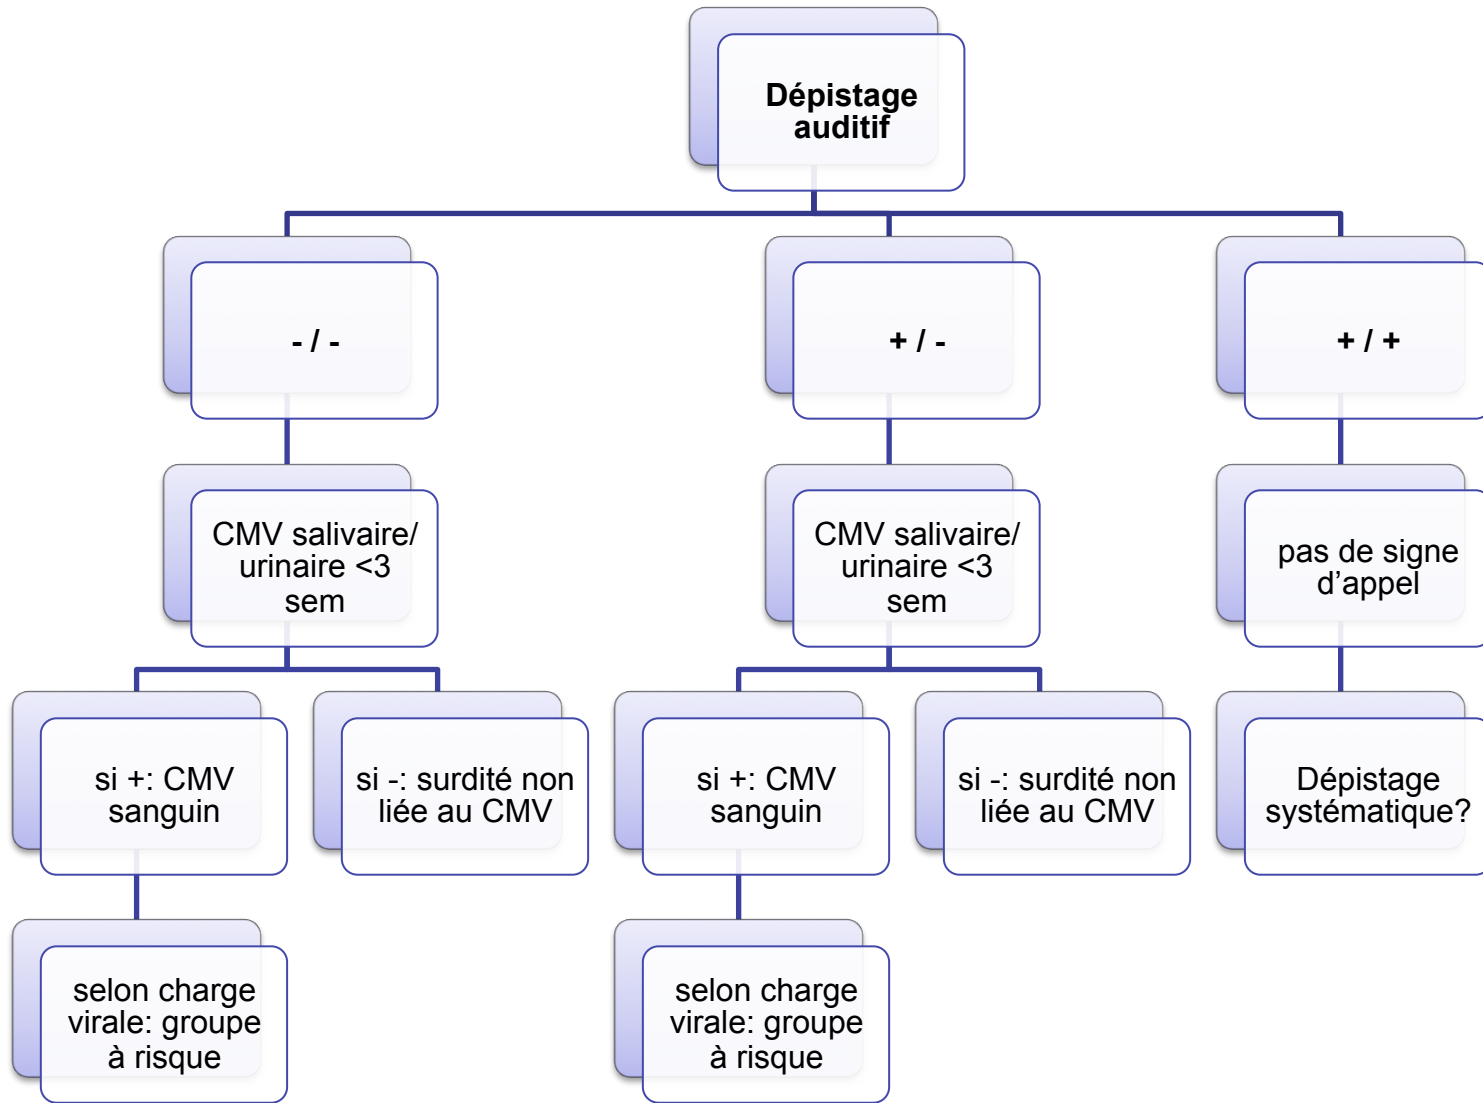 Dépistage
auditif
- / -
+ / -
+ / +
CMV salivaire/
urinaire <3
sem
CMV salivaire/
urinaire <3
sem
pas de signe
d’appel
si +: CMV
sanguin
si -: surdité non
liée au CMV
si +: CMV
sanguin
si -: surdité non
liée au CMV
Dépistage
systématique?
selon charge
virale: groupe
à risque
selon charge
virale: groupe
à risque